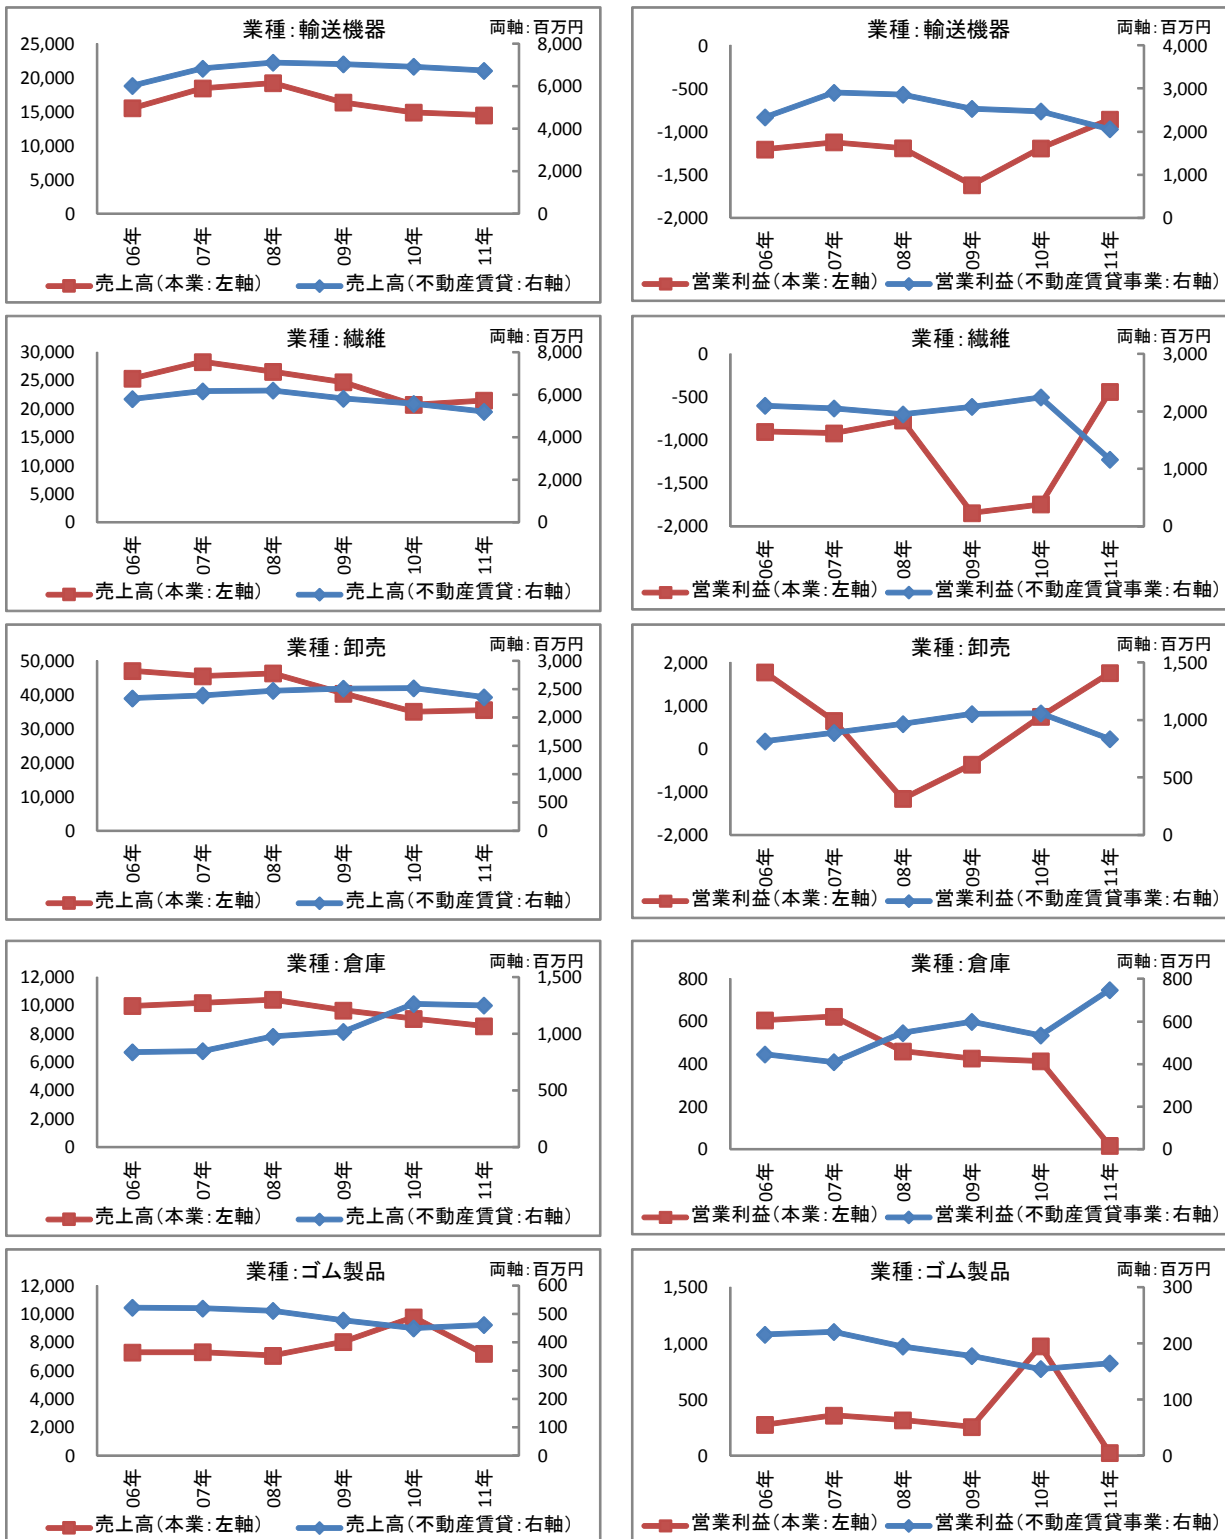 業種：輸送機器
両軸：百万円
25,000
20,000
15,000
10,000
5,000
0
8,000
6,000
4,000
2,000
0
06年
07年
08年
09年
10年
11年
売上高（本業：左軸）
売上高（不動産賃貸：右軸）
業種：輸送機器
両軸：百万円
0
-500
-1,000
-1,500
-2,000
4,000
3,000
2,000
1,000
0
06年
07年
08年
09年
10年
11年
営業利益（本業：左軸）
営業利益（不動産賃貸事業：右軸）
業種：繊維
両軸：百万円
30,000
25,000
20,000
15,000
10,000
5,000
0
8,000
6,000
4,000
2,000
0
06年
07年
08年
09年
10年
11年
売上高（本業：左軸）
売上高（不動産賃貸：右軸）
業種：繊維
両軸：百万円
0
-500
-1,000
-1,500
-2,000
3,000
2,000
1,000
0
06年
07年
08年
09年
10年
11年
営業利益（本業：左軸）
営業利益（不動産賃貸事業：右軸）
業種：卸売
両軸：百万円
50,000
40,000
30,000
20,000
10,000
0
3,000
2,500
2,000
1,500
1,000
500
0
06年
07年
08年
09年
10年
11年
売上高（本業：左軸）
売上高（不動産賃貸：右軸）
業種：卸売
両軸：百万円
2,000
1,000
0
-1,000
-2,000
1,500
1,000
500
0
06年
07年
08年
09年
10年
11年
営業利益（本業：左軸）
営業利益（不動産賃貸事業：右軸）
業種：倉庫
両軸：百万円
12,000
10,000
8,000
6,000
4,000
2,000
0
1,500
1,000
500
0
06年
07年
08年
09年
10年
11年
売上高（本業：左軸）
売上高（不動産賃貸：右軸）
業種：倉庫
両軸：百万円
800
600
400
200
0
800
600
400
200
0
06年
07年
08年
09年
10年
11年
営業利益（本業：左軸）
営業利益（不動産賃貸事業：右軸）
業種：ゴム製品
両軸：百万円
12,000
10,000
8,000
6,000
4,000
2,000
0
600
500
400
300
200
100
0
06年
07年
08年
09年
10年
11年
売上高（本業：左軸）
売上高（不動産賃貸：右軸）
業種：ゴム製品
両軸：百万円
1,500
1,000
500
0
300
200
100
0
06年
07年
08年
09年
10年
11年
営業利益（本業：左軸）
営業利益（不動産賃貸事業：右軸）